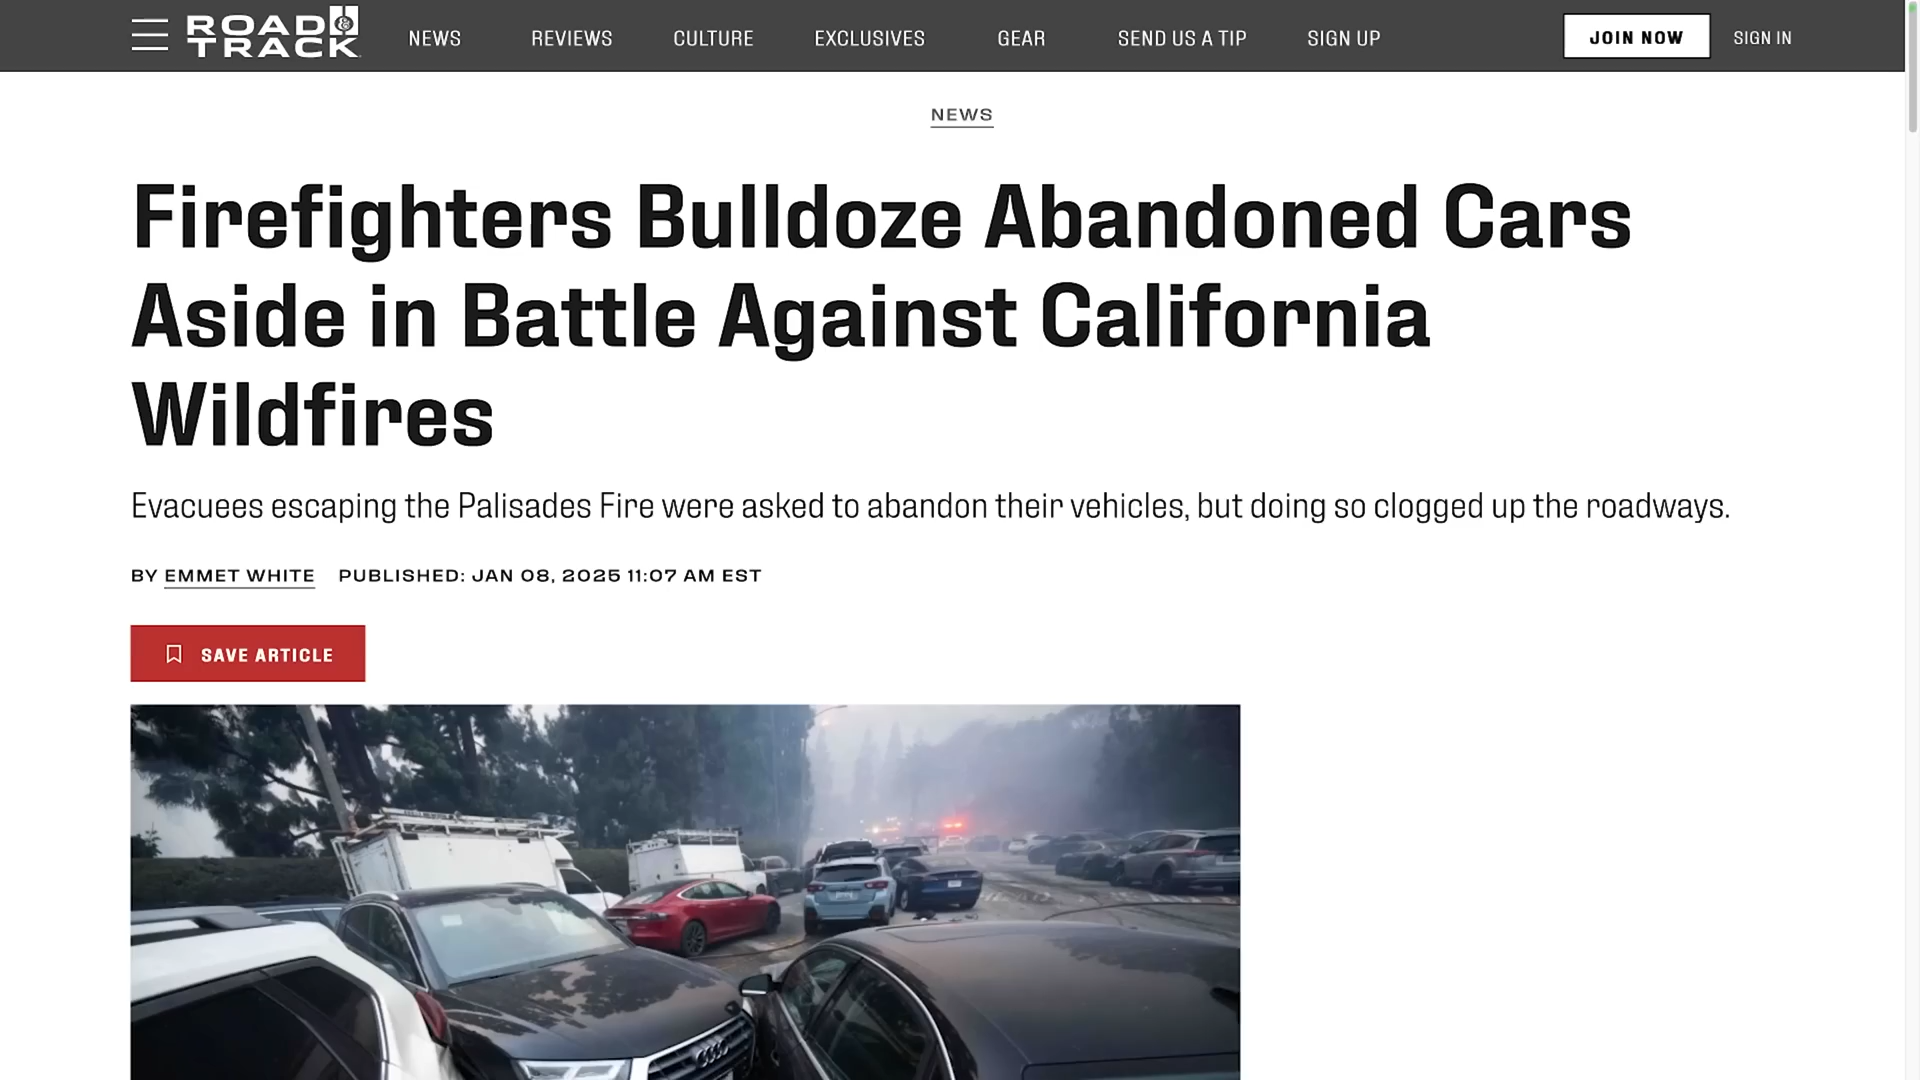 ROAD & TRACK
NEWS REVIEWS CULTURE EXCLUSIVES GEAR SEND US A TIP SIGN UP JOIN NOW SIGN IN
NEWS
Firefighters Bulldoze Abandoned Cars
Aside in Battle Against California
Wildfires
Evacuees escaping the Palisades Fire were asked to abandon their vehicles, but doing so clogged up the roadways.
BY EMMET WHITE PUBLISHED: JAN 08, 2025 11:07 AM EST
SAVE ARTICLE